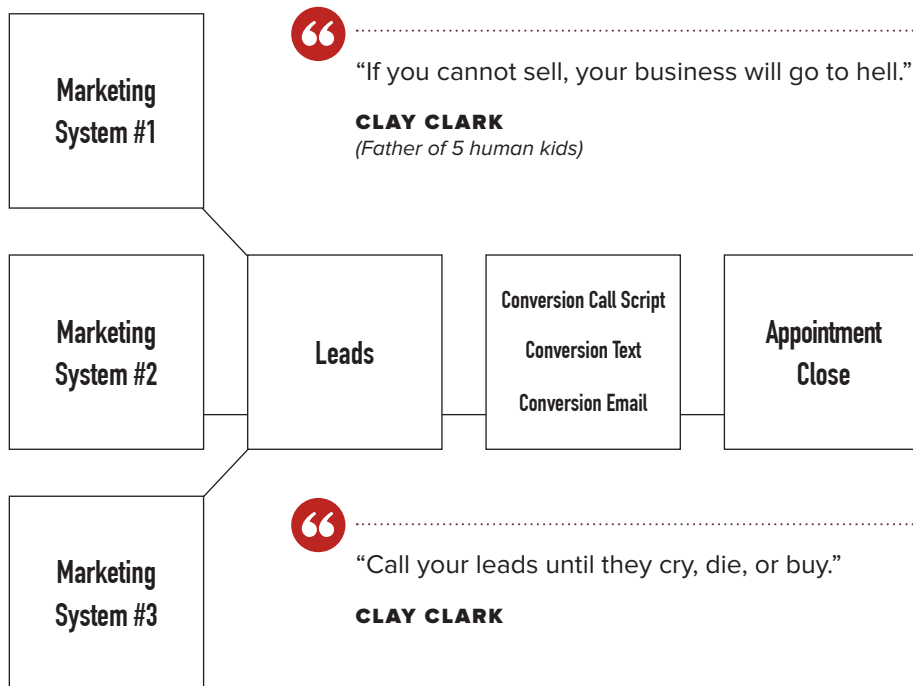 Marketing
System #1
“If you cannot sell, your business will go to hell.”
CLAY CLARK
(Father of 5 human kids)
Marketing
System #2
Leads
Conversion Call Script
Conversion Text
Conversion Email
Appointment
Close
Marketing
System #3
“Call your leads until they cry, die, or buy.”
CLAY CLARK